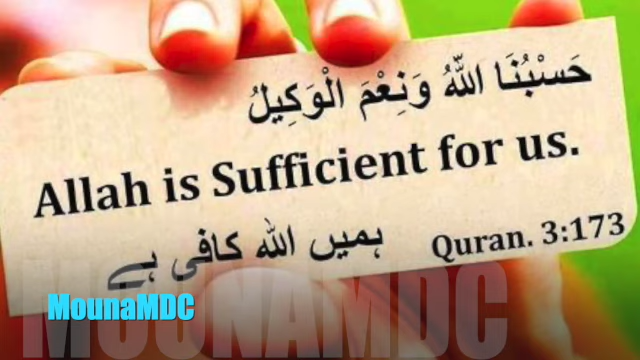 حَسْبُنَا اللّٰهُ وَنِعْمَ الْوَكِيلُ
Allah is Sufficient for us.
ہمیں اللہ کافی ہے
Quran. 3:173
MounaMDC
MOUNAMDC